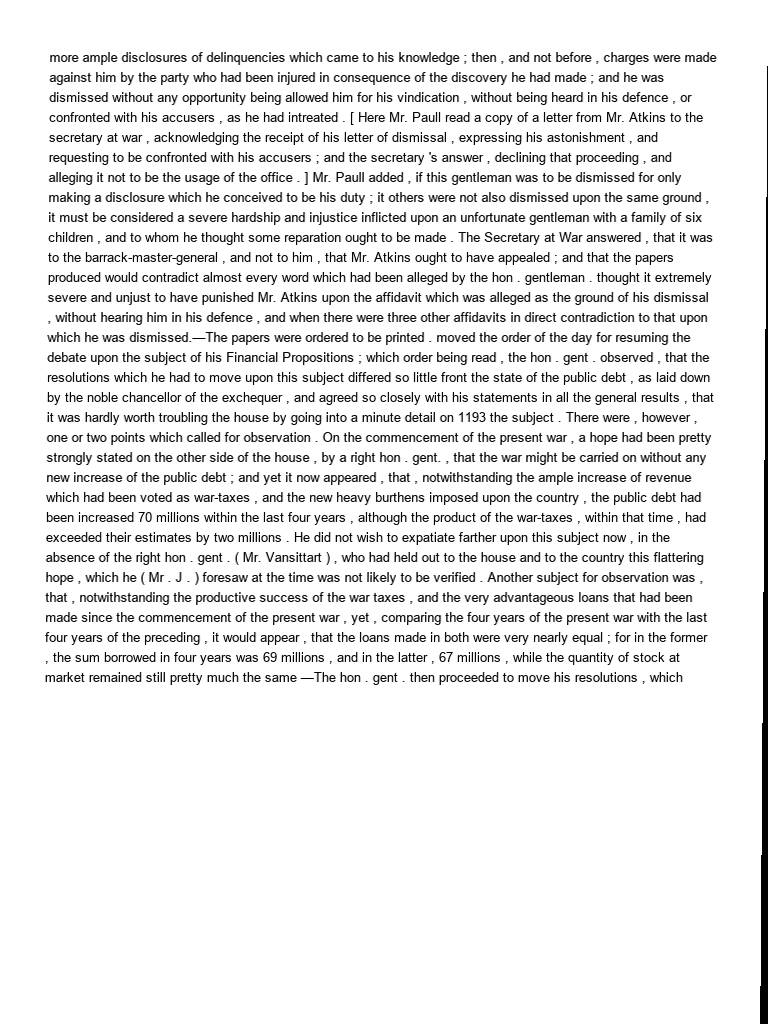 more ample disclosures of delinquencies which came to his knowledge ; then , and not before , charges were made
against him by the party who had been injured in consequence of the discovery he had made ; and he was
dismissed without any opportunity being allowed him for his vindication , without being heard in his defence , or
confronted with his accusers , as he had intreated . [ Here Mr. Paull read a copy of a letter from Mr. Atkins to the
secretary at war , acknowledging the receipt of his letter of dismissal , expressing his astonishment , and
requesting to be confronted with his accusers ; and the secretary 's answer , declining that proceeding , and
alleging it not to be the usage of the office . ] Mr. Paull added , if this gentleman was to be dismissed for only
making a disclosure which he conceived to be his duty ; it others were not also dismissed upon the same ground ,
it must be considered a severe hardship and injustice inflicted upon an unfortunate gentleman with a family of six
children , and to whom he thought some reparation ought to be made . The Secretary at War answered , that it was
to the barrack-master-general , and not to him , that Mr. Atkins ought to have appealed ; and that the papers
produced would contradict almost every word which had been alleged by the hon . gentleman . thought it extremely
severe and unjust to have punished Mr. Atkins upon the affidavit which was alleged as the ground of his dismissal
, without hearing him in his defence , and when there were three other affidavits in direct contradiction to that upon
which he was dismissed.—The papers were ordered to be printed . moved the order of the day for resuming the
debate upon the subject of his Financial Propositions ; which order being read , the hon . gent . observed , that the
resolutions which he had to move upon this subject differed so little front the state of the public debt , as laid down
by the noble chancellor of the exchequer , and agreed so closely with his statements in all the general results , that
it was hardly worth troubling the house by going into a minute detail on 1193 the subject . There were , however ,
one or two points which called for observation . On the commencement of the present war , a hope had been pretty
strongly stated on the other side of the house , by a right hon . gent. , that the war might be carried on without any
new increase of the public debt ; and yet it now appeared , that , notwithstanding the ample increase of revenue
which had been voted as war-taxes , and the new heavy burthens imposed upon the country , the public debt had
been increased 70 millions within the last four years , although the product of the war-taxes , within that time , had
exceeded their estimates by two millions . He did not wish to expatiate farther upon this subject now , in the
absence of the right hon . gent . ( Mr. Vansittart ) , who had held out to the house and to the country this flattering
hope , which he ( Mr . J . ) foresaw at the time was not likely to be verified . Another subject for observation was ,
that , notwithstanding the productive success of the war taxes , and the very advantageous loans that had been
made since the commencement of the present war , yet , comparing the four years of the present war with the last
four years of the preceding , it would appear , that the loans made in both were very nearly equal ; for in the former
, the sum borrowed in four years was 69 millions , and in the latter , 67 millions , while the quantity of stock at
market remained still pretty much the same —The hon . gent . then proceeded to move his resolutions , which